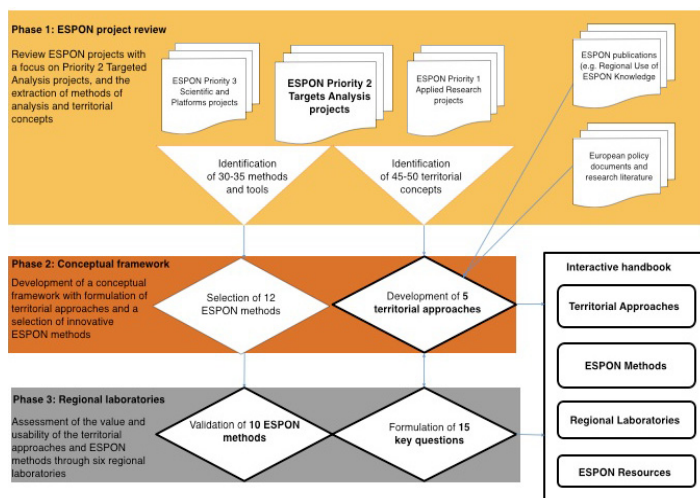 Phase 1: ESPON project review
Review ESPON projects with
a focus on Priority 2 Targeted
Analysis projects, and the
extraction of methods of
analysis and territorial
concepts
ESPON Priority 3
Scientific and
Platforms projects
ESPON Priority 2
Targets Analysis
projects
ESPON Priority 1
Applied Research
projects
ESPON publications
(e.g. Regional Use of
ESPON Knowledge
European policy
documents and
research literature
Identification
of 30-35 methods
and tools
Identification
of 45-50 territorial
concepts
Phase 2: Conceptual framework
Development of a conceptual
framework with formulation of
territorial approaches and a
selection of innovative
ESPON methods
Selection of 12
ESPON methods
Development of 5
territorial approaches
Phase 3: Regional laboratories
Assessment of the value and
usability of the territorial
approaches and ESPON
methods through six regional
laboratories
Validation of 10 ESPON
methods
Formulation of 15
key questions
Interactive handbook
Territorial Approaches
ESPON Methods
Regional Laboratories
ESPON Resources